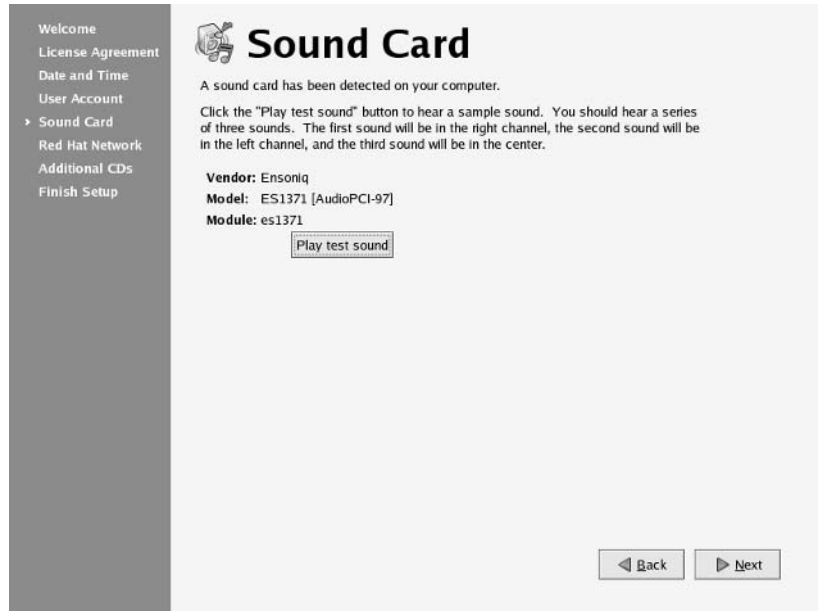 Welcome
License Agreement
Date and Time
User Account
Sound Card
Red Hat Network
Additional CDs
Finish Setup
Sound Card
A sound card has been detected on your computer.
Click the "Play test sound" button to hear a sample sound. You should hear a series
of three sounds. The first sound will be in the right channel, the second sound will be
in the left channel, and the third sound will be in the center.
Vendor: Ensoniq
Model: ES1371 [AudioPCI-97]
Module: es1371
Play test sound
Back
Next